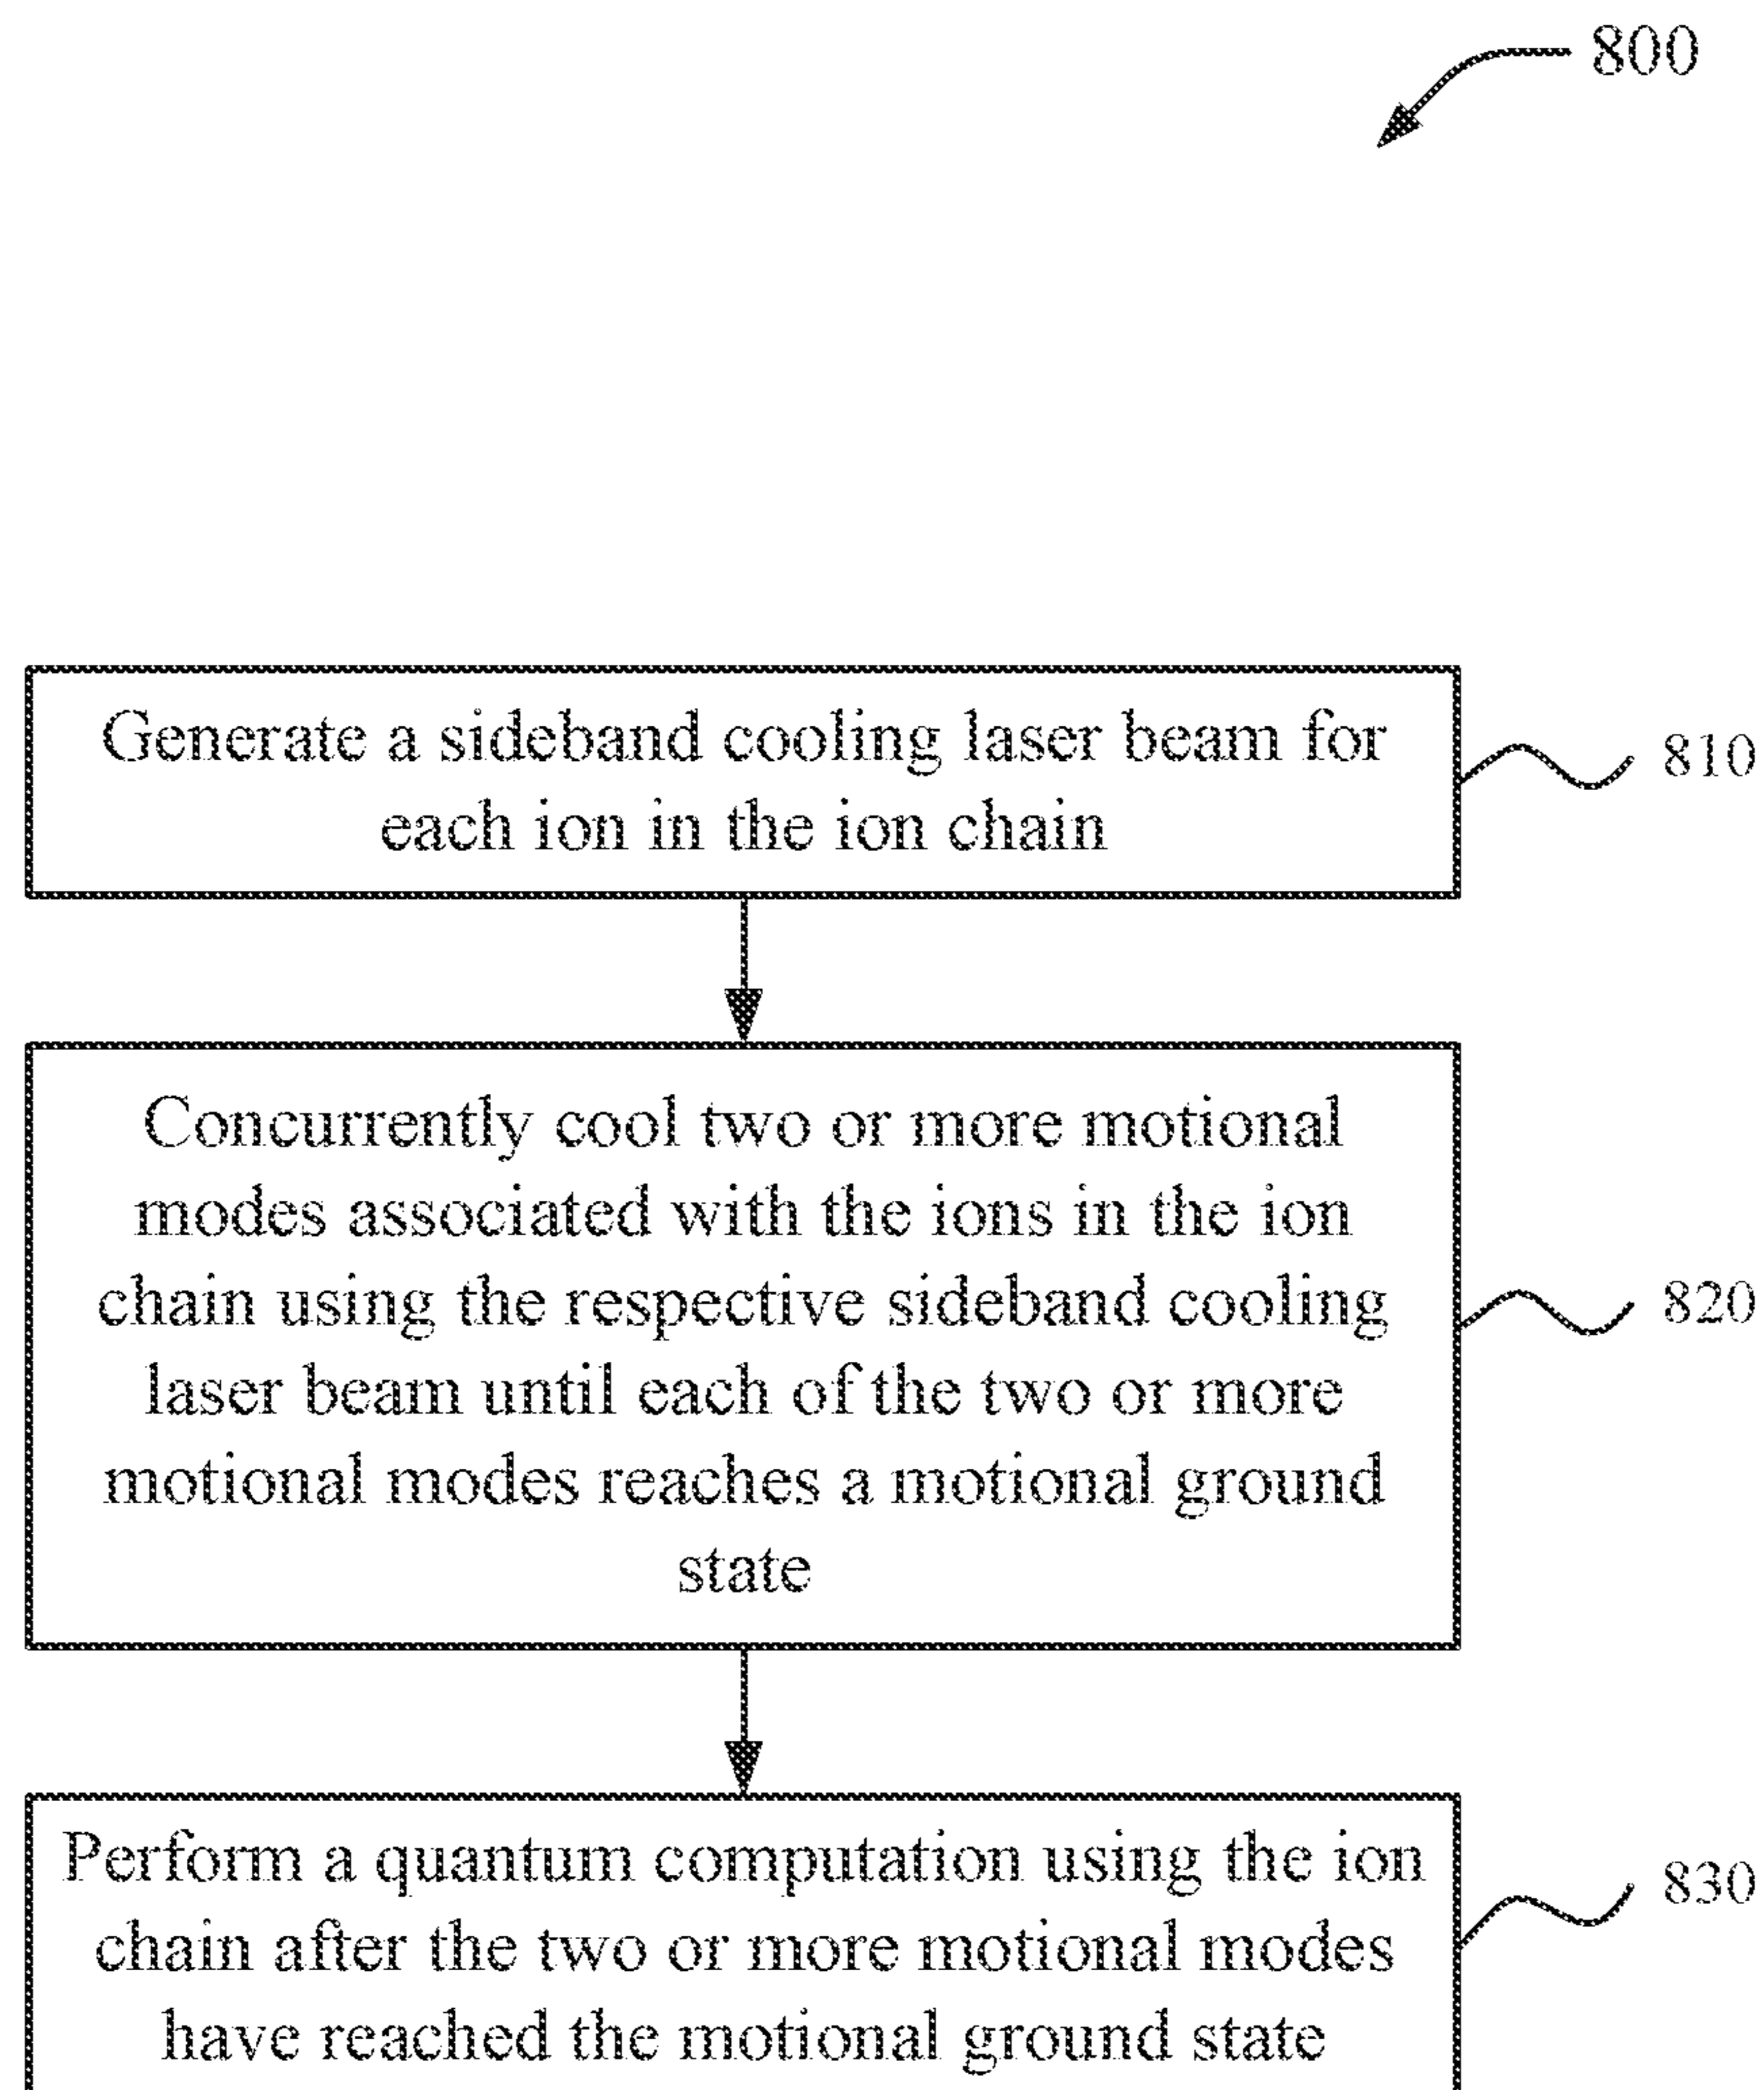 800
Generate a sideband cooling laser beam for
each ion in the ion chain
810
Concurrently cool two or more motional
modes associated with the ions in the ion
chain using the respective sideband cooling
laser beam until each of the two or more
motional modes reaches a motional ground
state
820
Perform a quantum computation using the ion
chain after the two or more motional modes
have reached the motional ground state
830